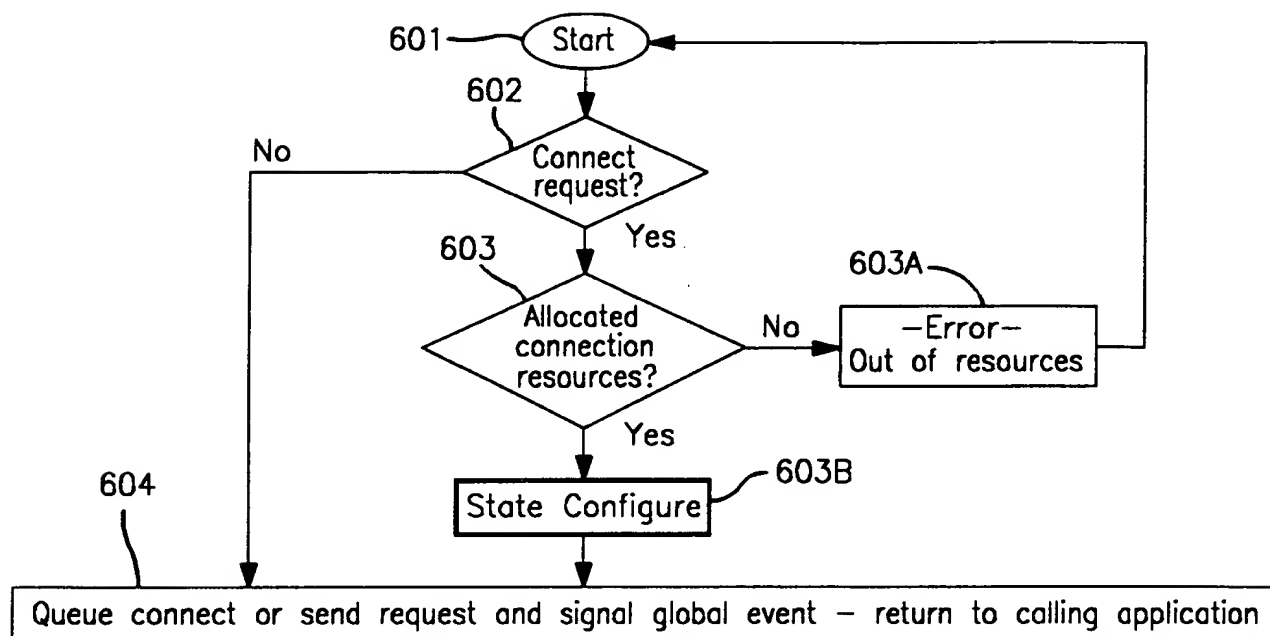 601
Start
602
No
Connect
request?
Yes
603
603A
Allocated
connection
resources?
No
-Error-
Out of resources
Yes
603B
State Configure
604
Queue connect or send request and signal global event - return to calling application